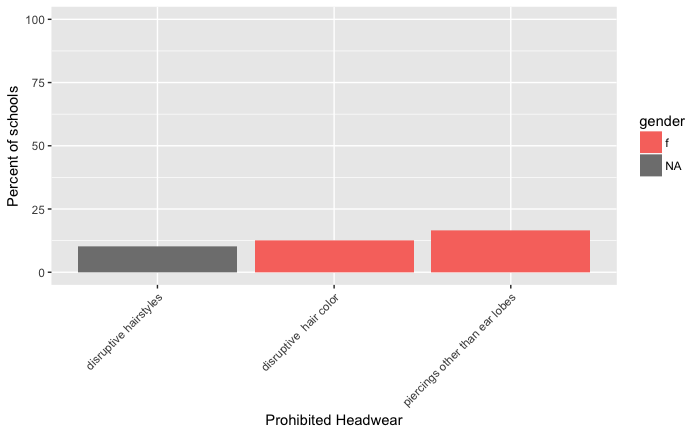 100
75
50
25
0
Percent of schools
disruptive hairstyles
disruptive  hair color
piercings other than ear lobes
Prohibited Headwear
gender
f
NA